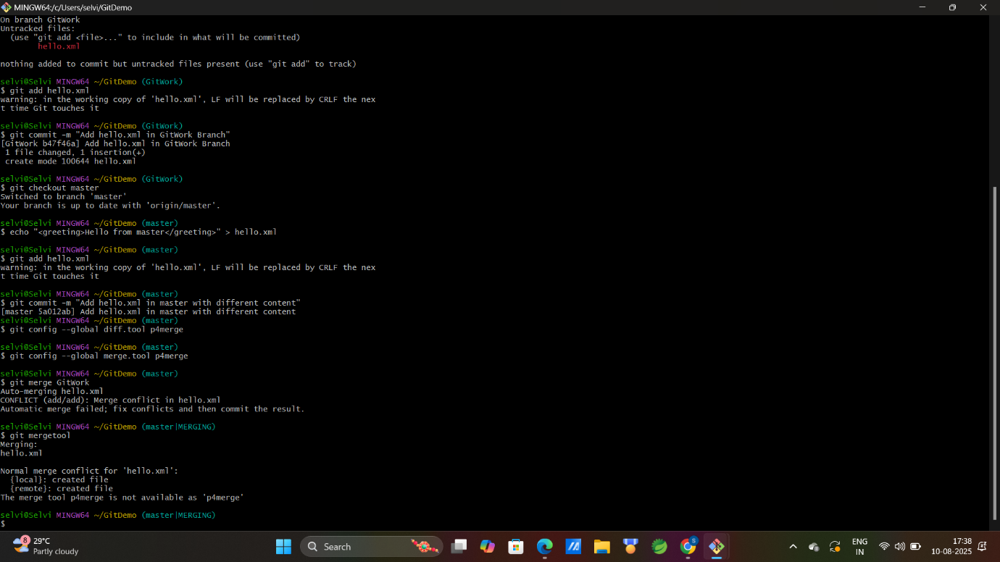 MINGW64:/c/Users/selvi/GitDemo
On branch GitWork
Untracked files:
  (use "git add <file>..." to include in what will be committed)
        hello.xml

nothing added to commit but untracked files present (use "git add" to track)

selvi@Selvi MINGW64 ~/GitDemo (GitWork)
$ git add hello.xml
warning: in the working copy of 'hello.xml', LF will be replaced by CRLF the nex
t time Git touches it

selvi@Selvi MINGW64 ~/GitDemo (GitWork)
$ git commit -m "Add hello.xml in GitWork Branch"
[GitWork b47f46a] Add hello.xml in GitWork Branch
 1 file changed, 1 insertion(+)
 create mode 100644 hello.xml

selvi@Selvi MINGW64 ~/GitDemo (GitWork)
$ git checkout master
Switched to branch 'master'
Your branch is up to date with 'origin/master'.

selvi@Selvi MINGW64 ~/GitDemo (master)
$ echo "<greeting>Hello from master</greeting>" > hello.xml

selvi@Selvi MINGW64 ~/GitDemo (master)
$ git add hello.xml
warning: in the working copy of 'hello.xml', LF will be replaced by CRLF the nex
t time Git touches it

selvi@Selvi MINGW64 ~/GitDemo (master)
$ git commit -m "Add hello.xml in master with different content"
[master 5a012ab] Add hello.xml in master with different content
selvi@Selvi MINGW64 ~/GitDemo (master)
$ git config --global diff.tool p4merge

selvi@Selvi MINGW64 ~/GitDemo (master)
$ git config --global merge.tool p4merge

selvi@Selvi MINGW64 ~/GitDemo (master)
$ git merge GitWork
Auto-merging hello.xml
CONFLICT (add/add): Merge conflict in hello.xml
Automatic merge failed; fix conflicts and then commit the result.

selvi@Selvi MINGW64 ~/GitDemo (master|MERGING)
$ git mergetool
Merging:
hello.xml

Normal merge conflict for 'hello.xml':
  {local}: created file
  {remote}: created file
The merge tool p4merge is not available as 'p4merge'

selvi@Selvi MINGW64 ~/GitDemo (master|MERGING)
$
8
29°C
Partly cloudy
Search
S
ENG
IN
17:38
10-08-2025